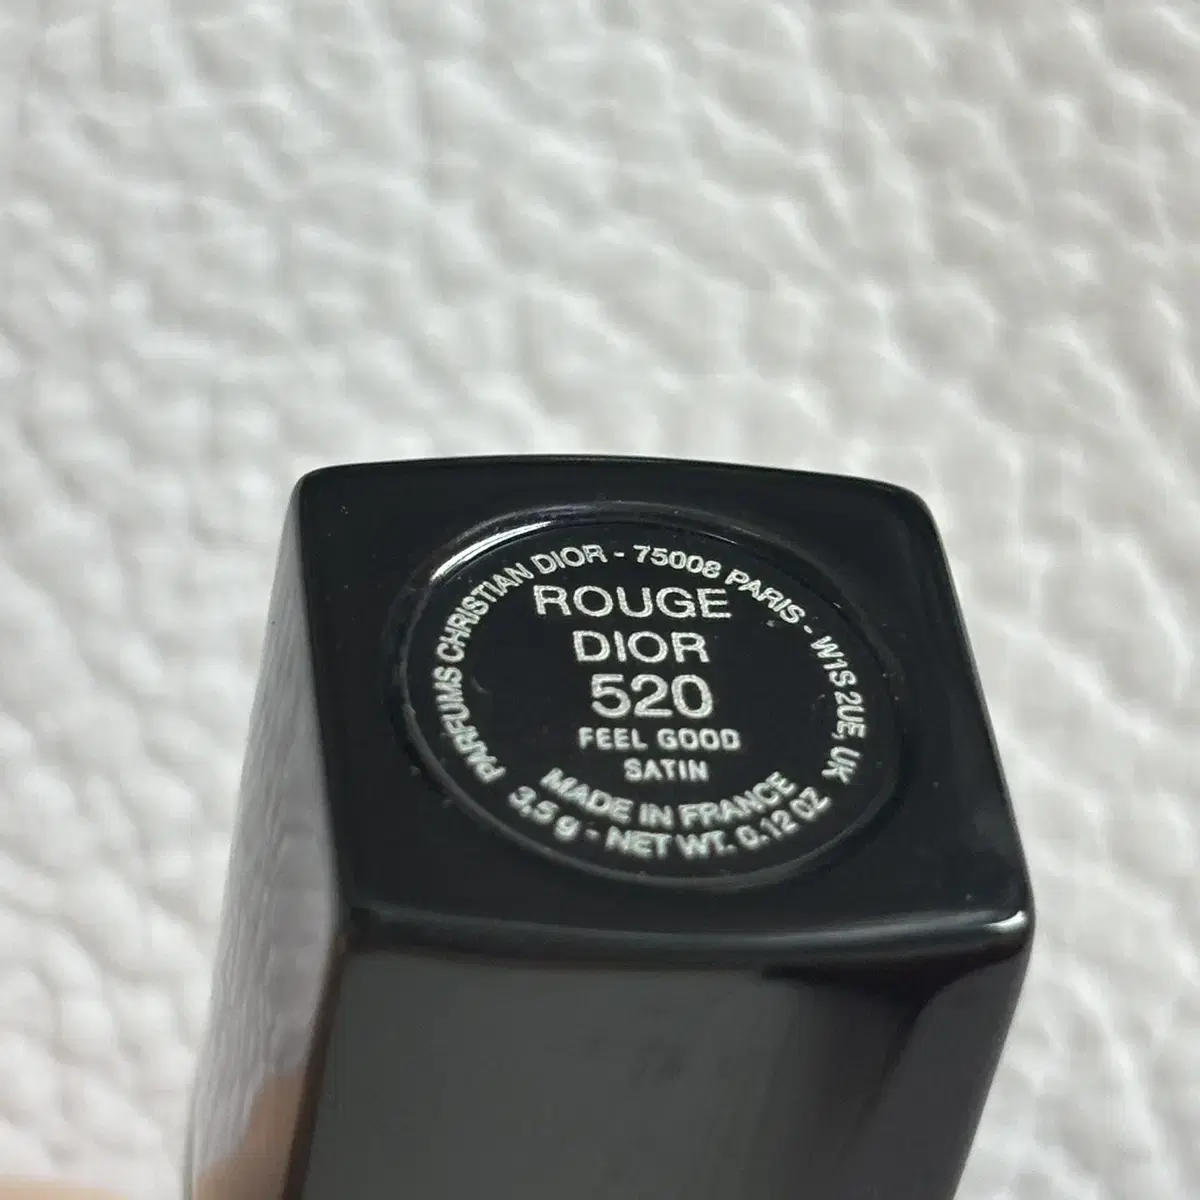 PARFUMS CHRISTIAN DIOR - 75008 PARIS - W1S 2UE, UK
ROUGE
DIOR
520
FEEL GOOD
SATIN
MADE IN FRANCE
3,5 g - NET WT. 0.12 OZ